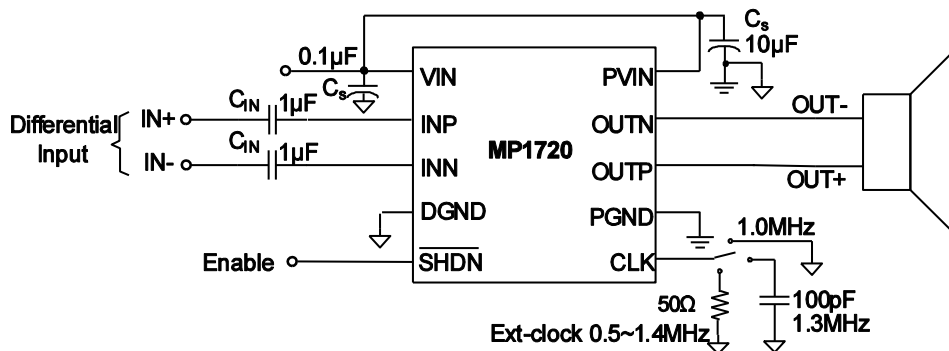 Cs
10µF
0.1µF
VIN
PVIN
Cs
OUT-
CIN
1µF
IN+
INP
OUTN
Differential
Input
CIN
1µF
MP1720
IN-
INN
OUTP
OUT+
DGND
PGND
1.0MHz
Enable
SHDN
CLK
50Ω
100pF
1.3MHz
Ext-clock 0.5~1.4MHz